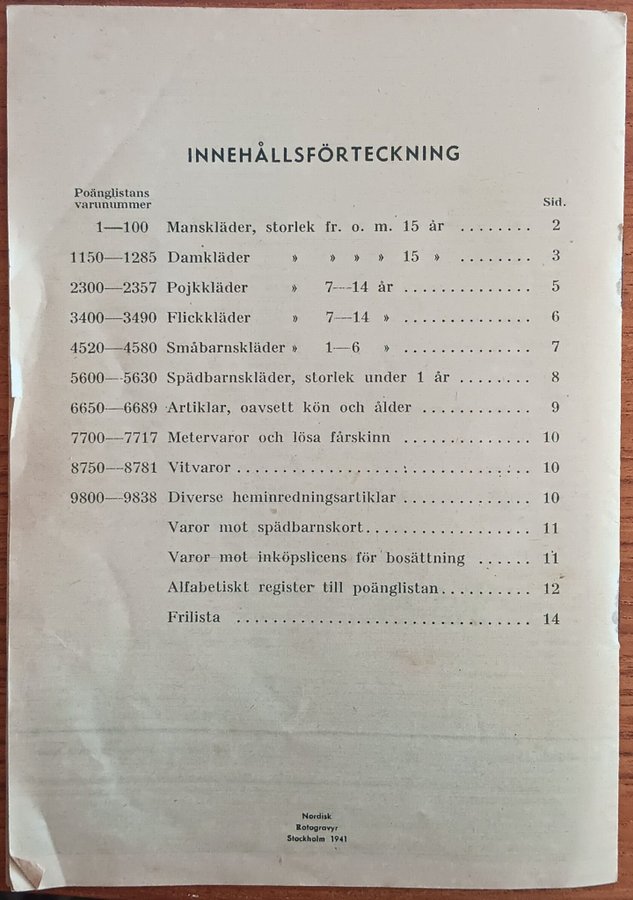 INNEHÅLLSFÖRTECKNING
Poänglistans
varunummer
Sid.
1—100 Manskläder, storlek fr. o. m. 15 år ........ 2
1150—1285 Damkläder » » » » 15 » ........ 3
2300—2357 Pojkkläder » 7—14 år .............. 5
3400—3490 Flickkläder » 7—14 » .............. 6
4520—4580 Småbarnskläder » 1—6 » .............. 7
5600—5630 Spädbarnskläder, storlek under 1 år ........ 8
6650—6689 Artiklar, oavsett kön och ålder ............ 9
7700—7717 Metervaror och lösa fårskinn .............. 10
8750—8781 Vitvaror ................................ 10
9800—9838 Diverse heminredningsartiklar .............. 10
Varor mot spädbarnskort .................. 11
Varor mot inköpslicens för bosättning ...... 11
Alfabetiskt register till poänglistan .......... 12
Frilista ................................ 14
Nordisk
Rotogravyr
Stockholm 1941